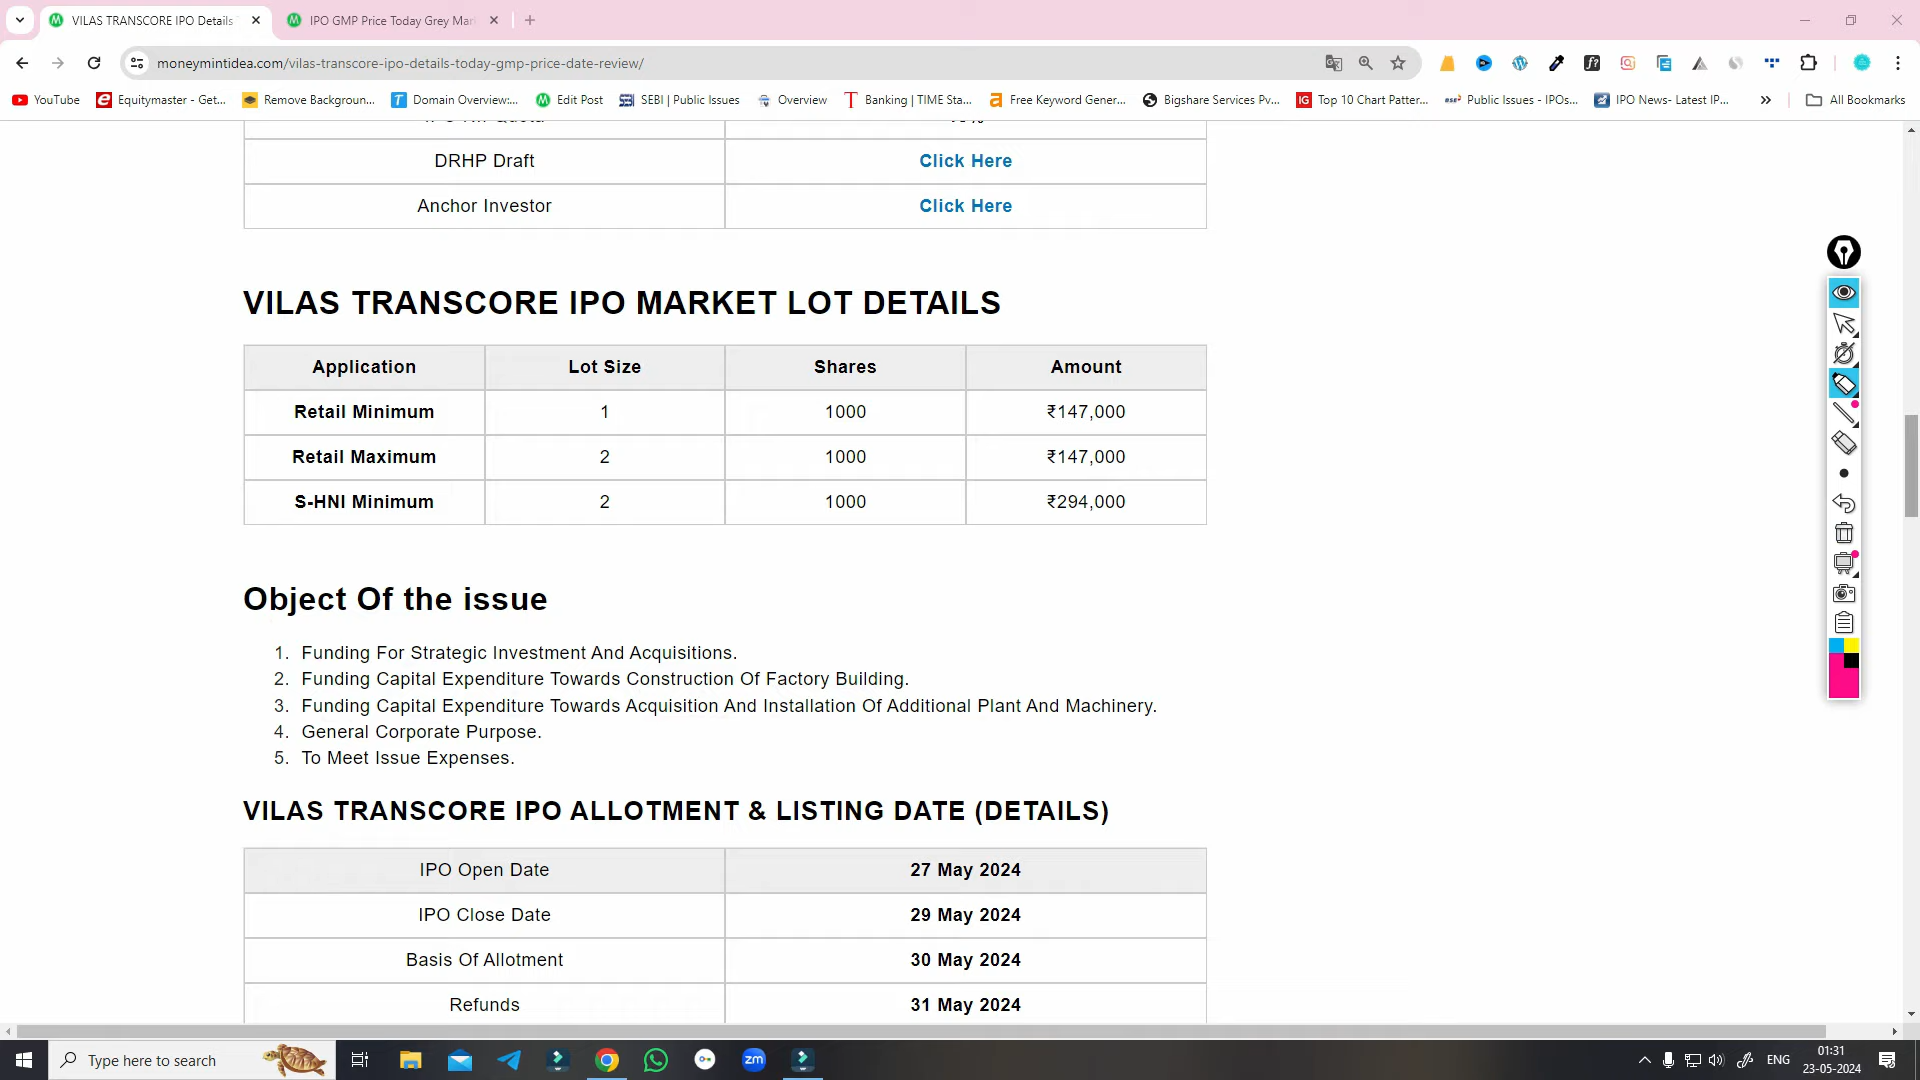 VILAS TRANSCORE IPO Details
IPO GMP Price Today Grey Mar
moneymintidea.com/vilas-transcore-ipo-details-today-gmp-price-date-review/
YouTube
Equitymaster - Get...
Remove Backgroun...
Domain Overview:...
Edit Post
SEBI | Public Issues
Overview
Banking | TIME Sta...
Free Keyword Gener...
Bigshare Services Pv...
Top 10 Chart Patter...
Public Issues - IPOs...
IPO News- Latest IP...
All Bookmarks
DRHP Draft Click Here
Anchor Investor Click Here
VILAS TRANSCORE IPO MARKET LOT DETAILS
Application Lot Size Shares Amount
Retail Minimum 1 1000 ₹147,000
Retail Maximum 2 1000 ₹147,000
S-HNI Minimum 2 1000 ₹294,000
Object Of the issue
1. Funding For Strategic Investment And Acquisitions.
2. Funding Capital Expenditure Towards Construction Of Factory Building.
3. Funding Capital Expenditure Towards Acquisition And Installation Of Additional Plant And Machinery.
4. General Corporate Purpose.
5. To Meet Issue Expenses.
VILAS TRANSCORE IPO ALLOTMENT & LISTING DATE (DETAILS)
IPO Open Date 27 May 2024
IPO Close Date 29 May 2024
Basis Of Allotment 30 May 2024
Refunds 31 May 2024
Type here to search
zm
ENG
01:31
23-05-2024